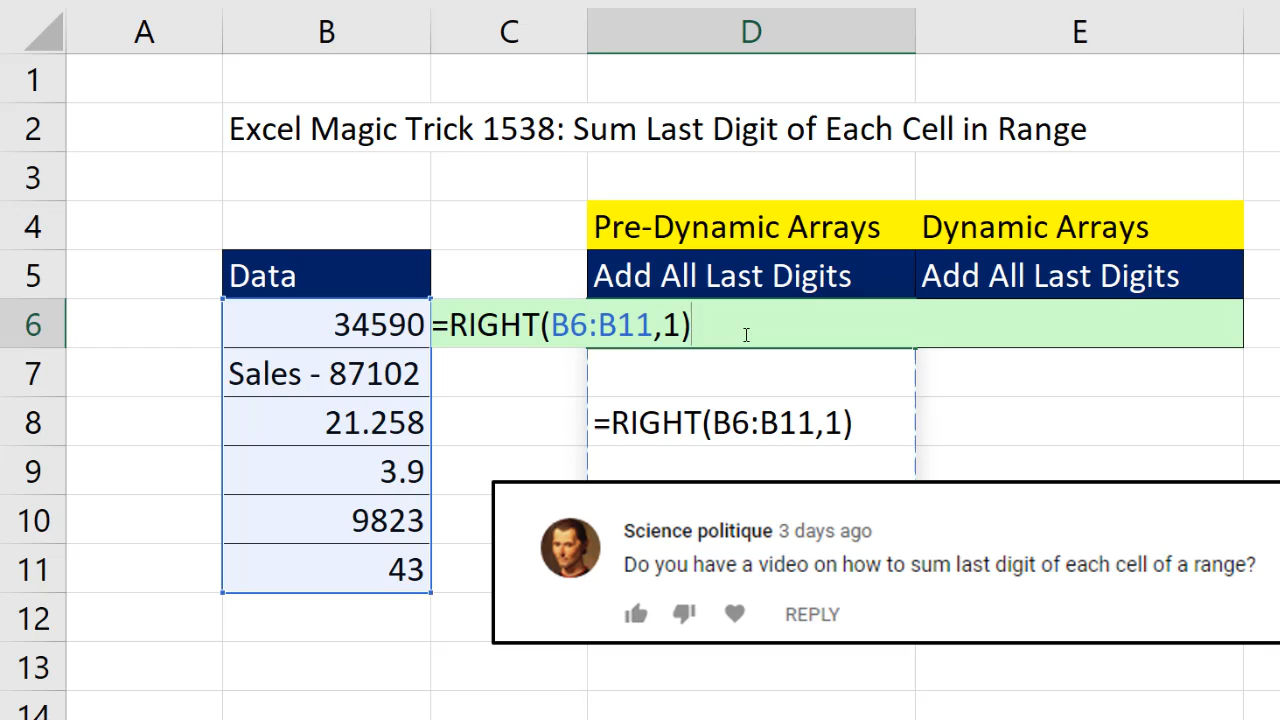 A B C D E
1
2 Excel Magic Trick 1538: Sum Last Digit of Each Cell in Range
3
4 Pre-Dynamic Arrays Dynamic Arrays
5 Data Add All Last Digits Add All Last Digits
6 34590 =RIGHT(B6:B11,1)
7 Sales - 87102
8 21.258 =RIGHT(B6:B11,1)
9 3.9
10 9823
11 43
12
13
14
Science politique 3 days ago
Do you have a video on how to sum last digit of each cell of a range?
REPLY